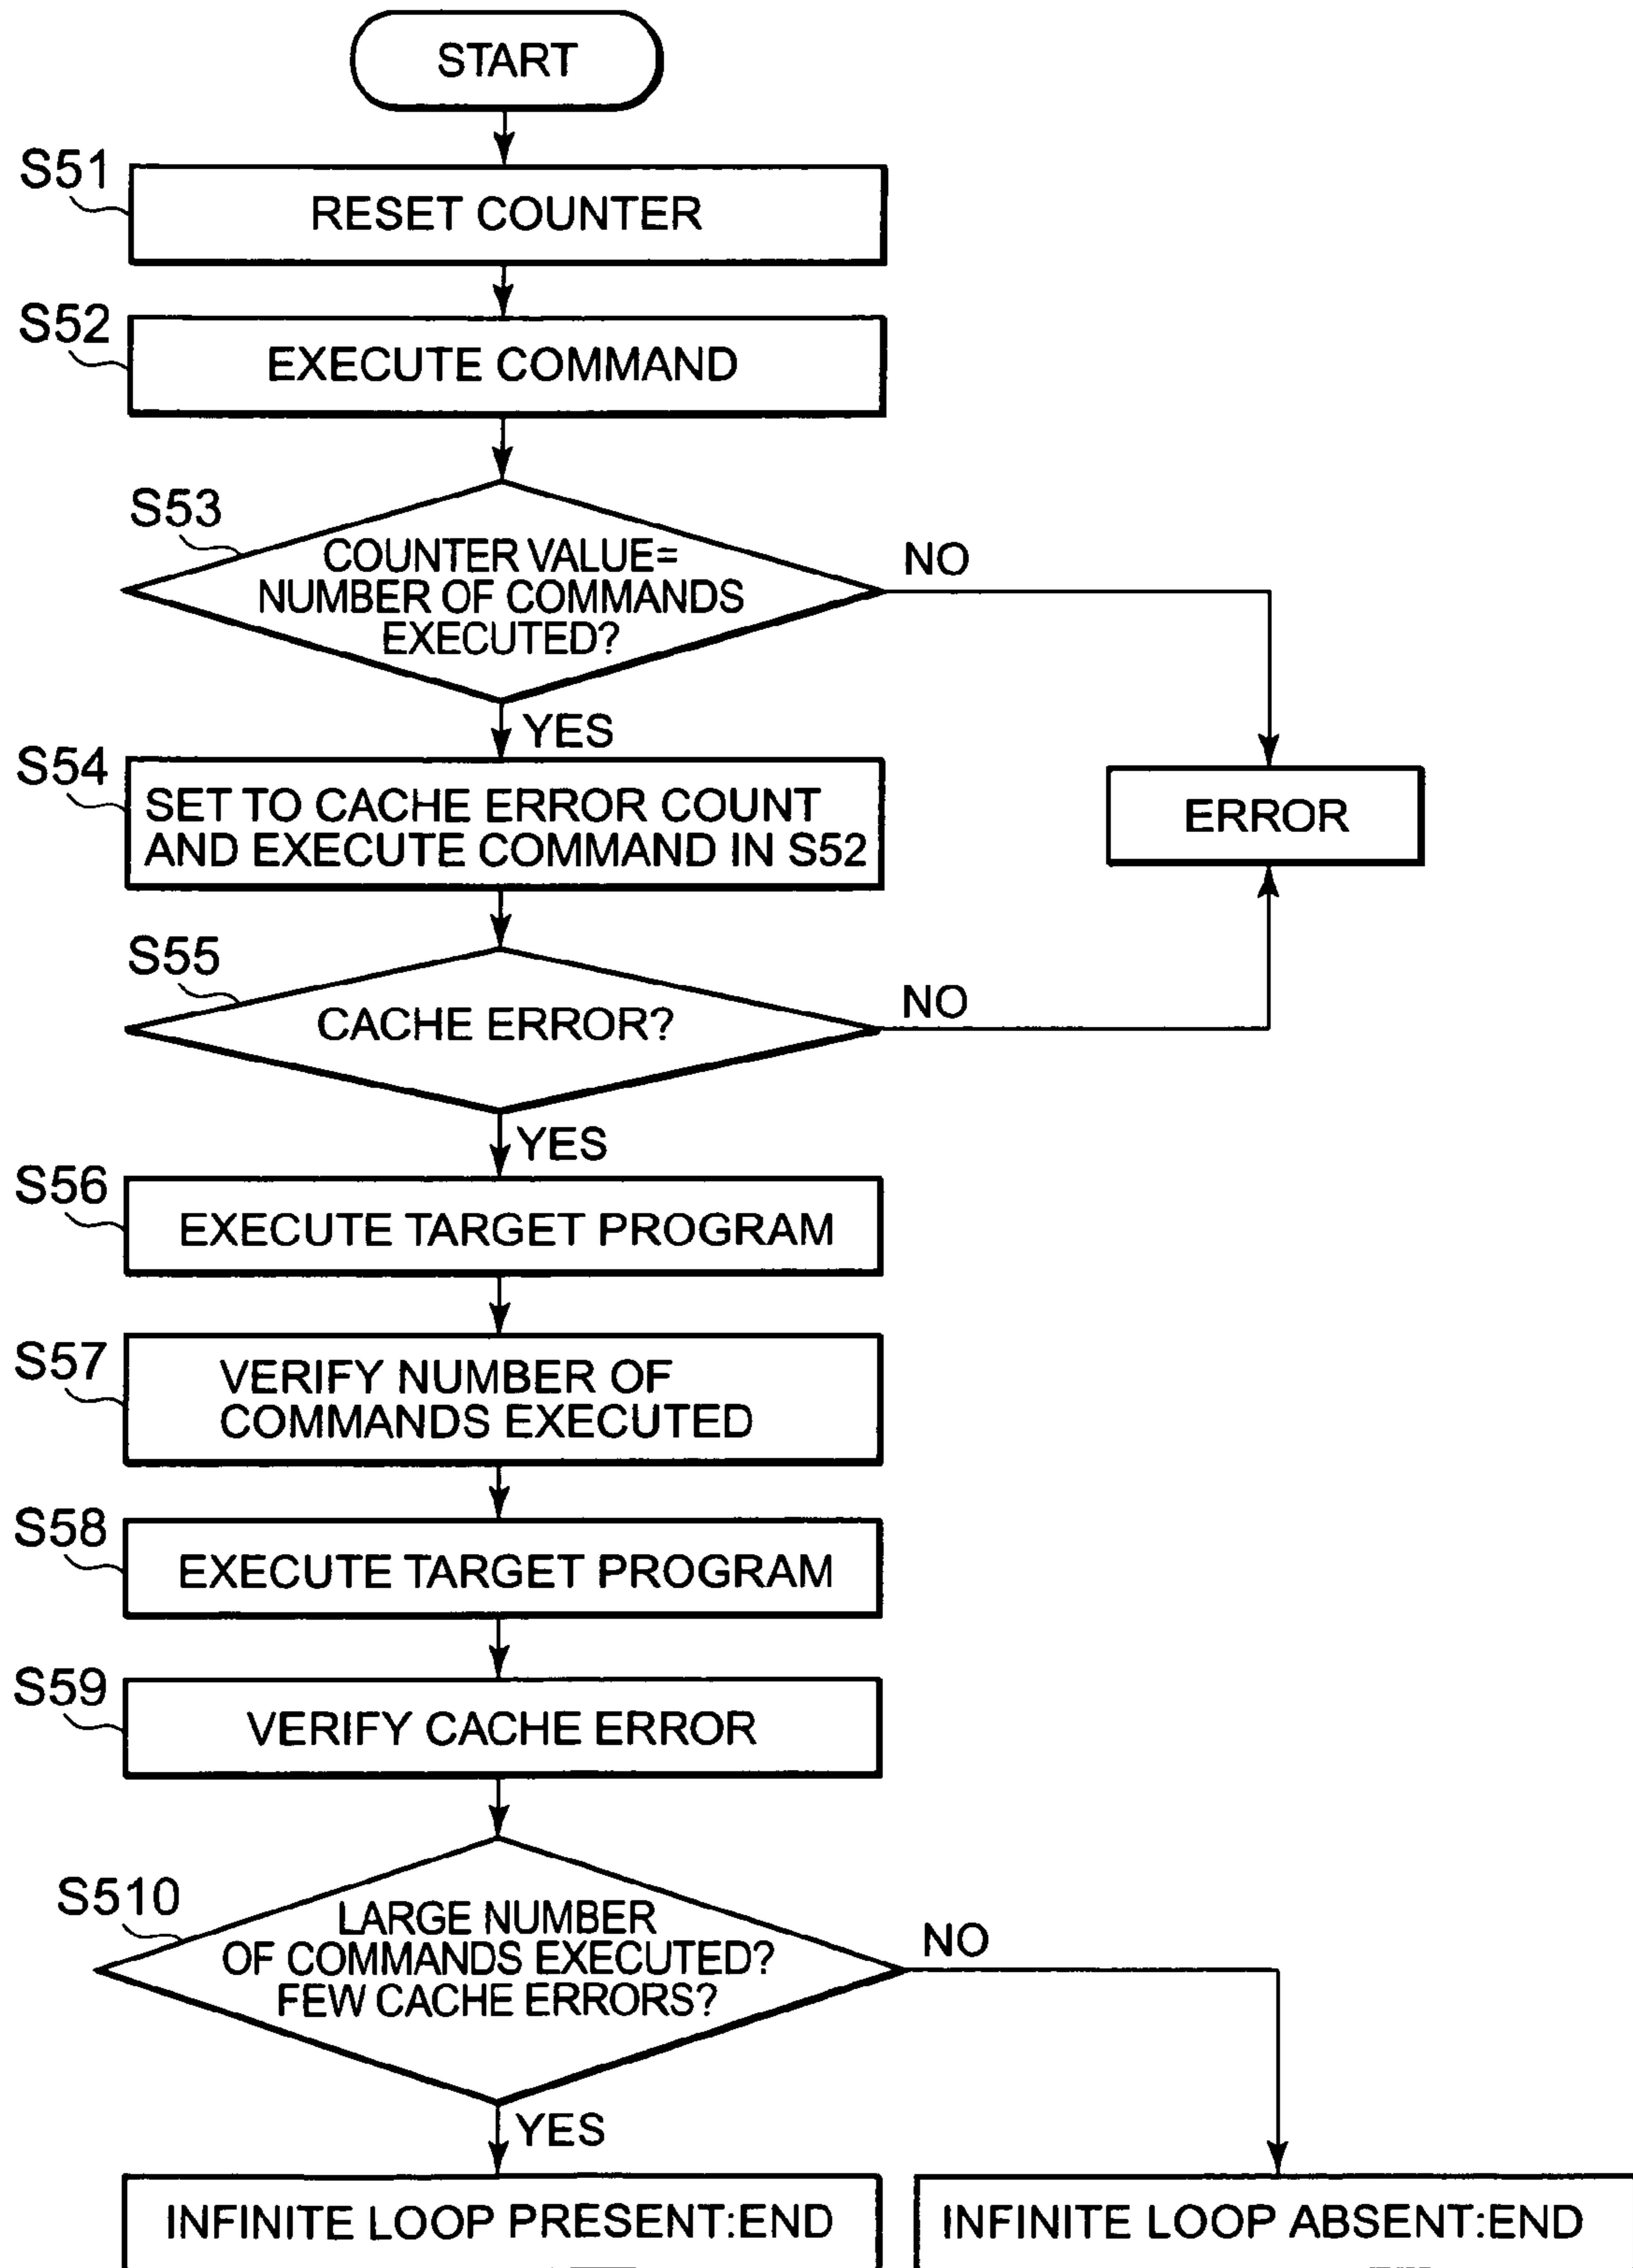 START
S51
RESET COUNTER
S52
EXECUTE COMMAND
S53
COUNTER VALUE=
NUMBER OF COMMANDS
EXECUTED?
NO
YES
S54
SET TO CACHE ERROR COUNT
AND EXECUTE COMMAND IN S52
ERROR
S55
CACHE ERROR?
NO
YES
S56
EXECUTE TARGET PROGRAM
S57
VERIFY NUMBER OF
COMMANDS EXECUTED
S58
EXECUTE TARGET PROGRAM
S59
VERIFY CACHE ERROR
S510
LARGE NUMBER
OF COMMANDS EXECUTED?
FEW CACHE ERRORS?
NO
YES
INFINITE LOOP PRESENT:END
INFINITE LOOP ABSENT:END